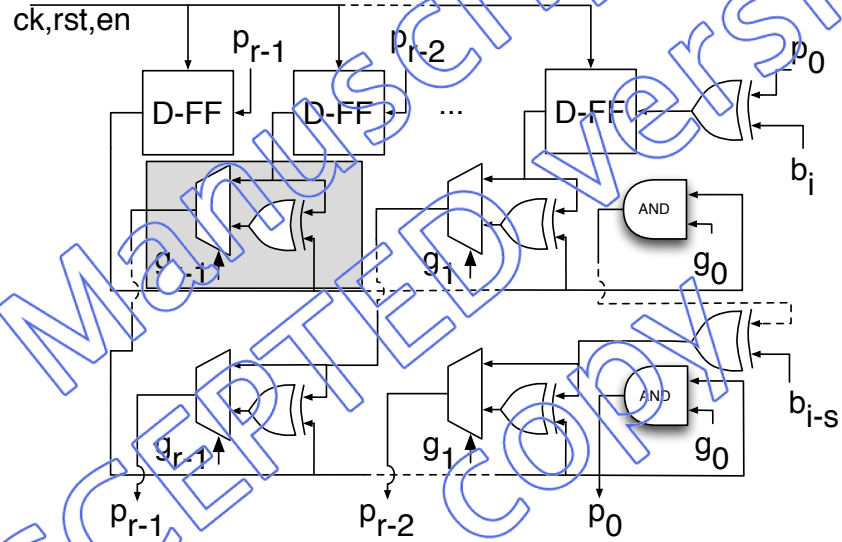 ck,rst,en
p_{r-1}
p_{r-2}
p_0
D-FF
D-FF
...
D-FF
b_i
AND
g_{r-1}
g_1
g_0
AND
b_{i-s}
g_{r-1}
g_1
g_0
p_{r-1}
p_{r-2}
p_0
ACCEPTED Manuscript version copy